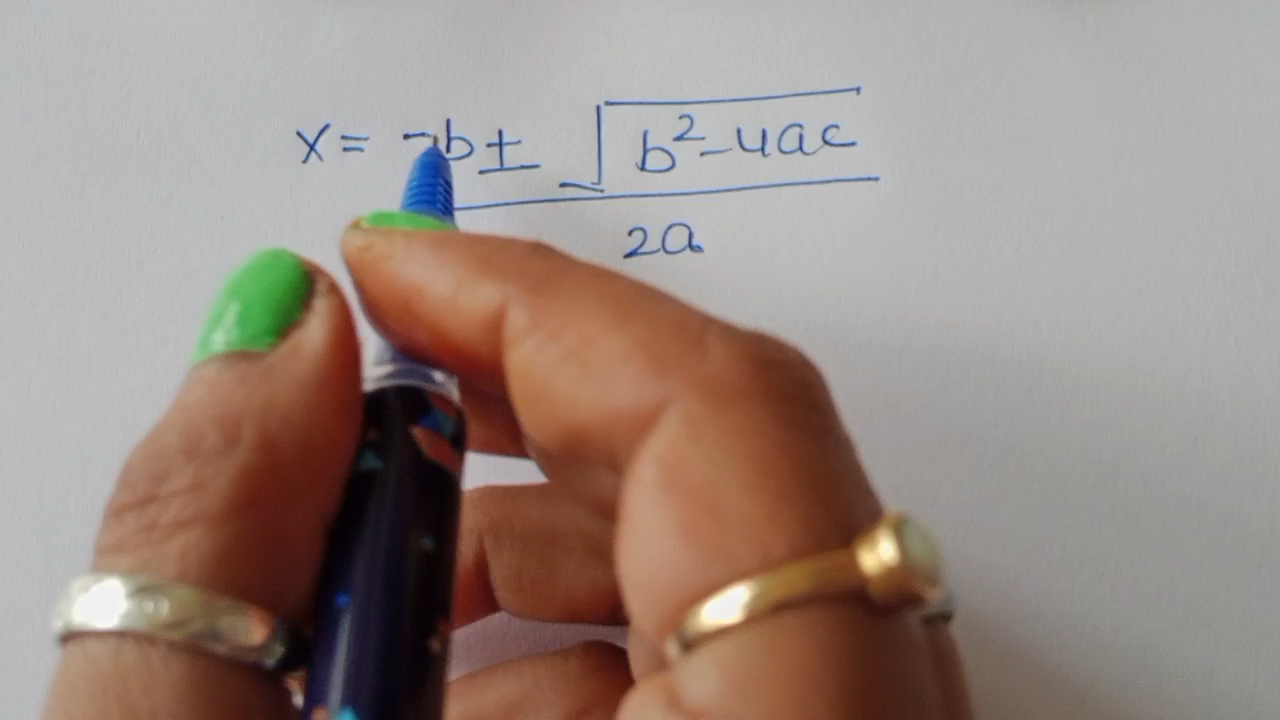 x = -b ± √b²-4ac
2a